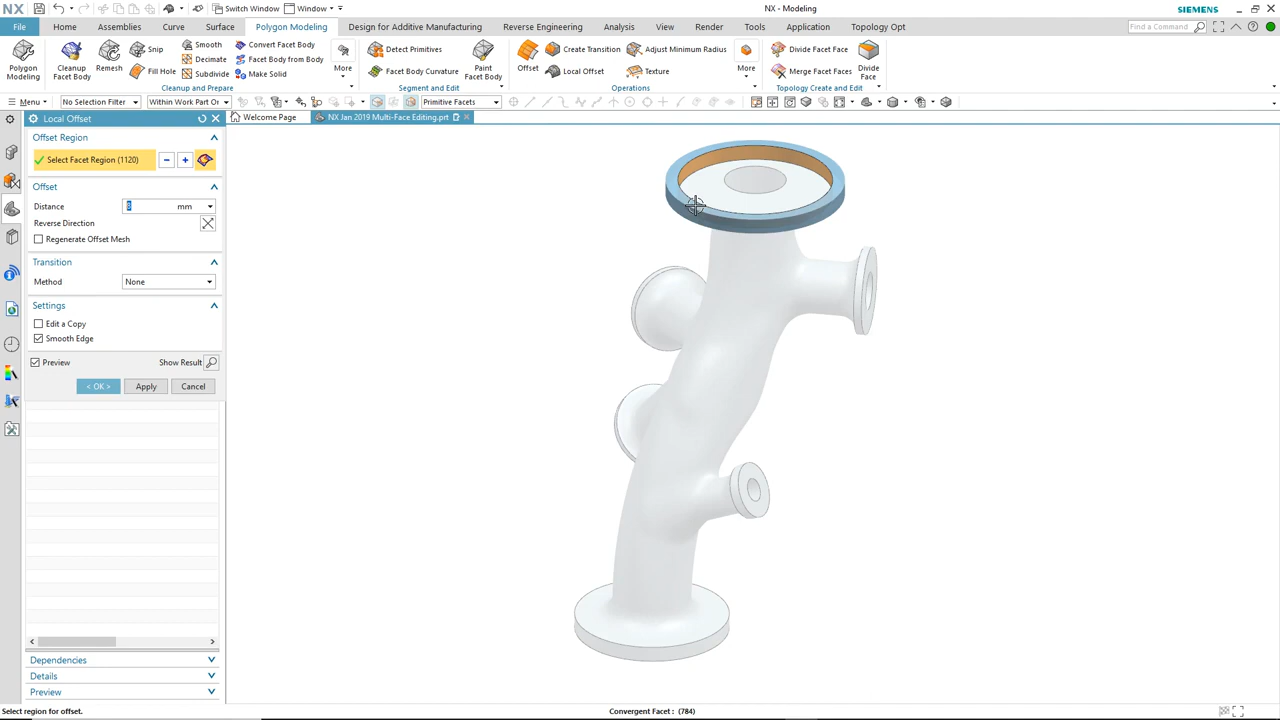 NX Switch Window Window NX - Modeling SIEMENS
File Home Assemblies Curve Surface Polygon Modeling Design for Additive Manufacturing Reverse Engineering Analysis View Render Tools Application Topology Opt Find a Command
Polygon Modeling
Cleanup Facet Body
Remesh
Snip
Fill Hole
Smooth
Decimate
Subdivide
Convert Facet Body
Facet Body from Body
Make Solid
More
Cleanup and Prepare
Detect Primitives
Facet Body Curvature
Paint Facet Body
Segment and Edit
Offset
Create Transition
Local Offset
Adjust Minimum Radius
Texture
More
Operations
Divide Facet Face
Merge Facet Faces
Divide Face
Topology Create and Edit
Menu No Selection Filter Within Work Part Or Primitive Facets
Local Offset
Welcome Page NX Jan 2019 Multi-Face Editing.prt
Offset Region
Select Facet Region (1120)
Offset
Distance 8 mm
Reverse Direction
Regenerate Offset Mesh
Transition
Method None
Settings
Edit a Copy
Smooth Edge
Preview Show Result
< OK > Apply Cancel
Dependencies
Details
Preview
Select region for offset. Convergent Facet : (784)